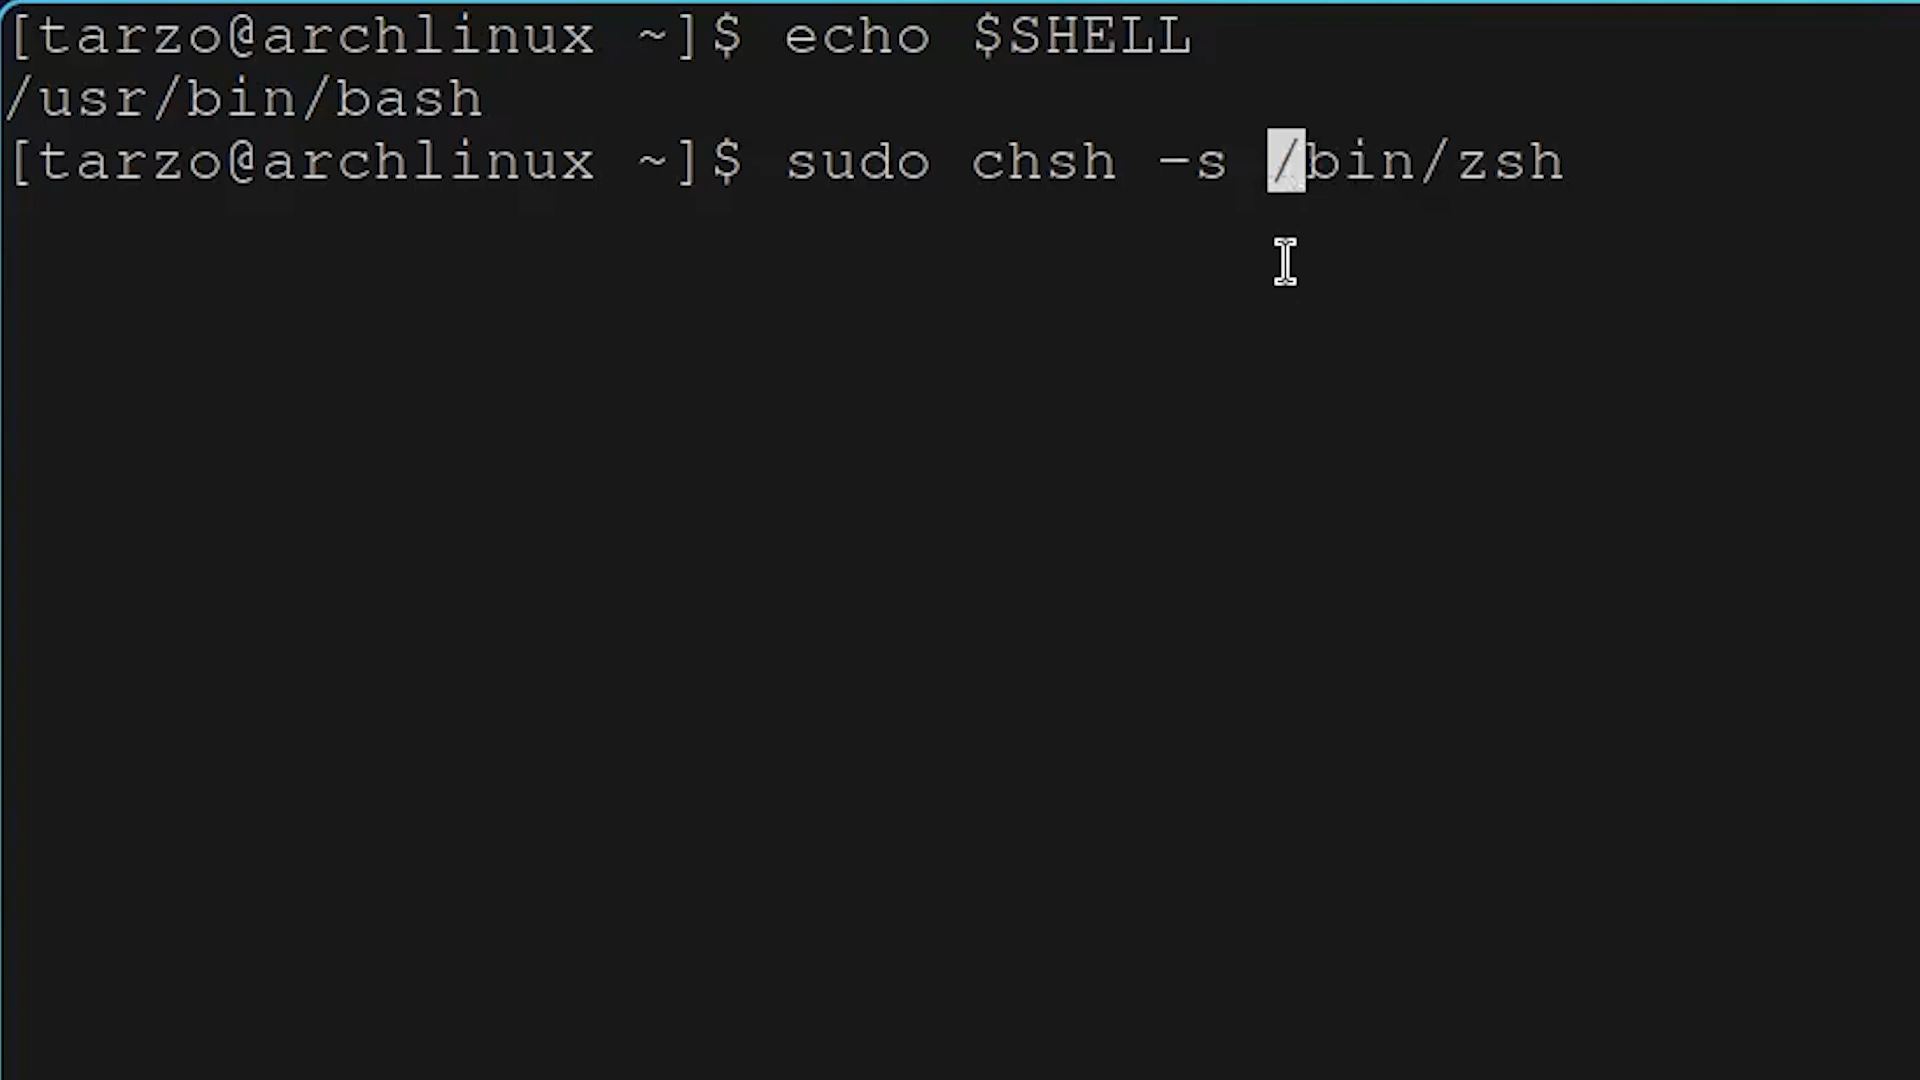 [tarzo@archlinux ~]$ echo $SHELL
/usr/bin/bash
[tarzo@archlinux ~]$ sudo chsh -s /bin/zsh